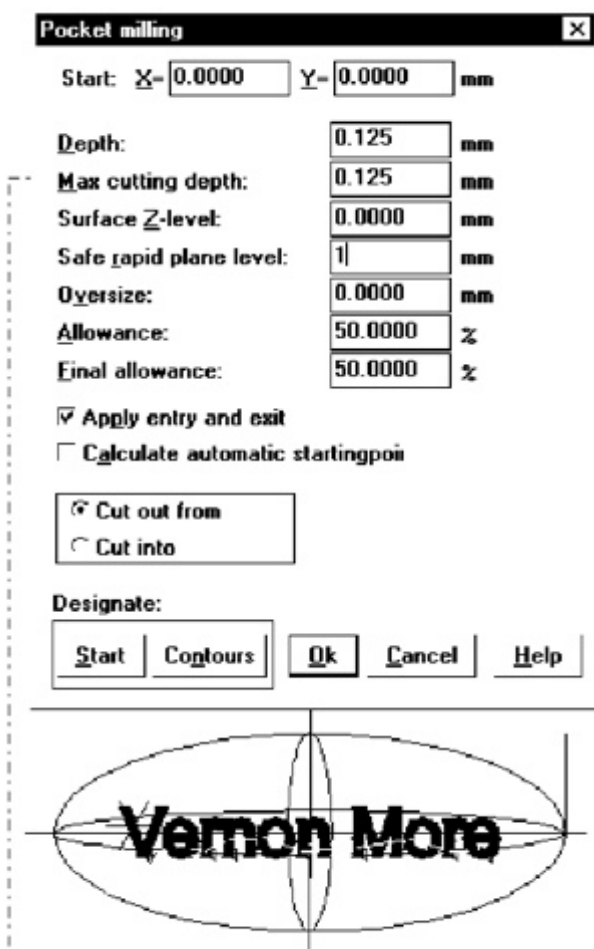 Pocket milling
Start: X= 0.0000 Y= 0.0000 mm
Depth: 0.125 mm
Max cutting depth: 0.125 mm
Surface Z-level: 0.0000 mm
Safe rapid plane level: 1 mm
Oversize: 0.0000 mm
Allowance: 50.0000 %
Final allowance: 50.0000 %
Apply entry and exit
Calculate automatic startingpoii
Cut out from
Cut into
Designate:
Start Contours Ok Cancel Help
Vernon More